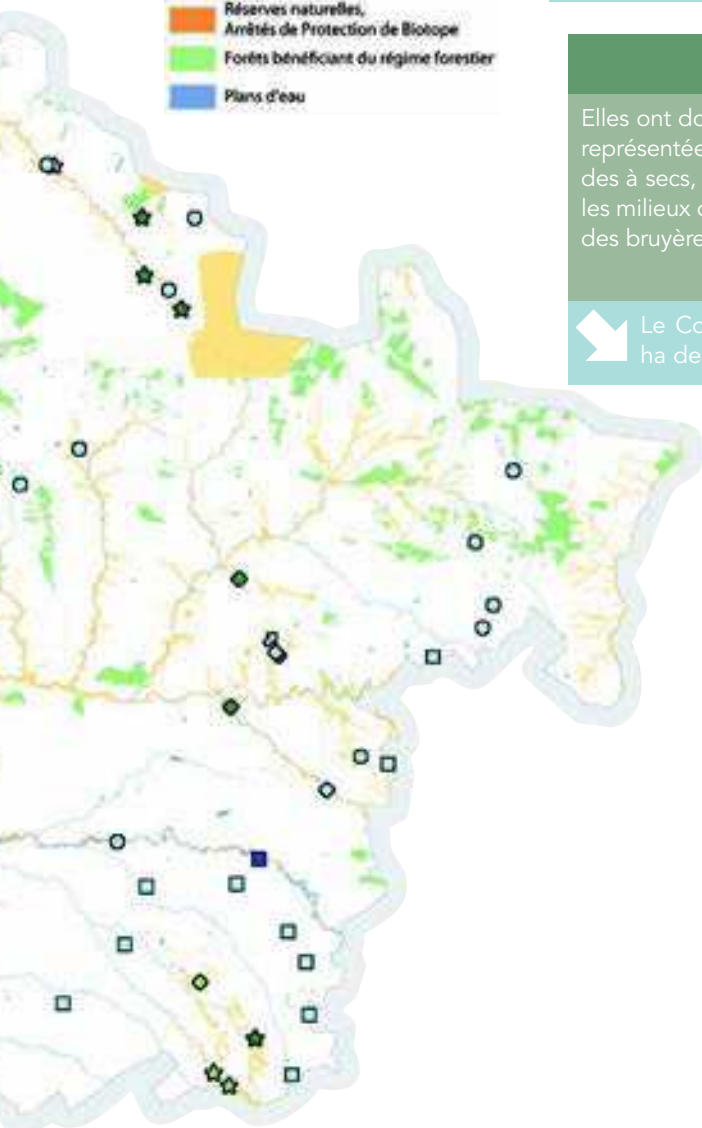 Réserves naturelles,
Arrêtés de Protection de Biotope
Forêts bénéficiant du régime forestier
Plans d'eau
Elles ont do
représentée
des à secs,
les milieux
des bruyère
Le Co
ha de